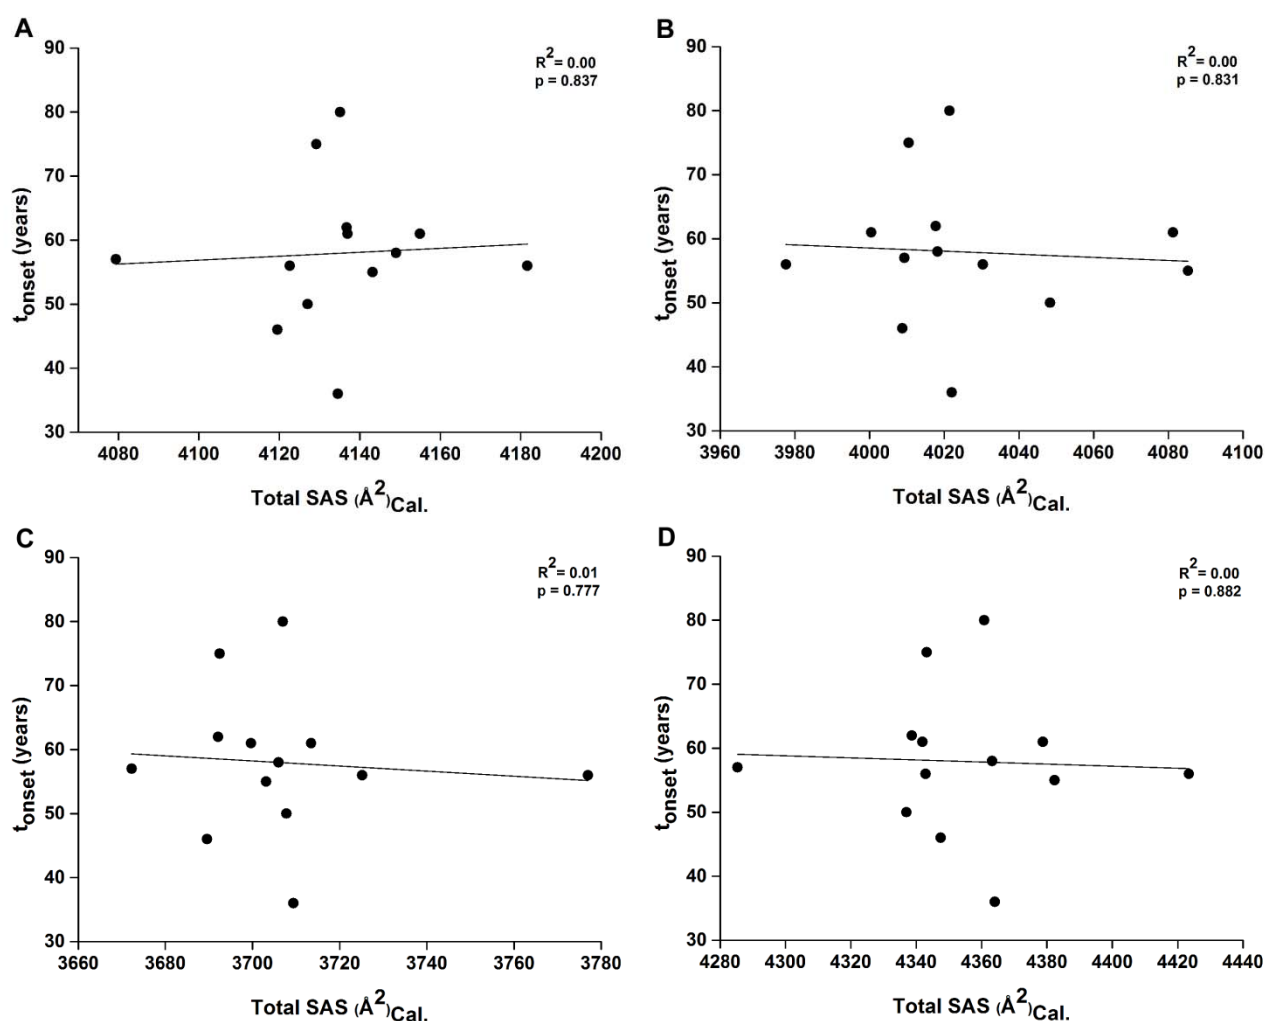 A
R2= 0.00
p = 0.837
90
80
70
60
50
40
30
tonset (years)
4080 4100 4120 4140 4160 4180 4200
Total SAS (Å2)Cal.
B
R2= 0.00
p = 0.831
90
80
70
60
50
40
30
tonset (years)
3960 3980 4000 4020 4040 4060 4080 4100
Total SAS (Å2)Cal.
C
R2= 0.01
p = 0.777
90
80
70
60
50
40
30
tonset (years)
3660 3680 3700 3720 3740 3760 3780
Total SAS (Å2)Cal.
D
R2= 0.00
p = 0.882
90
80
70
60
50
40
30
tonset (years)
4280 4300 4320 4340 4360 4380 4400 4420 4440
Total SAS (Å2)Cal.